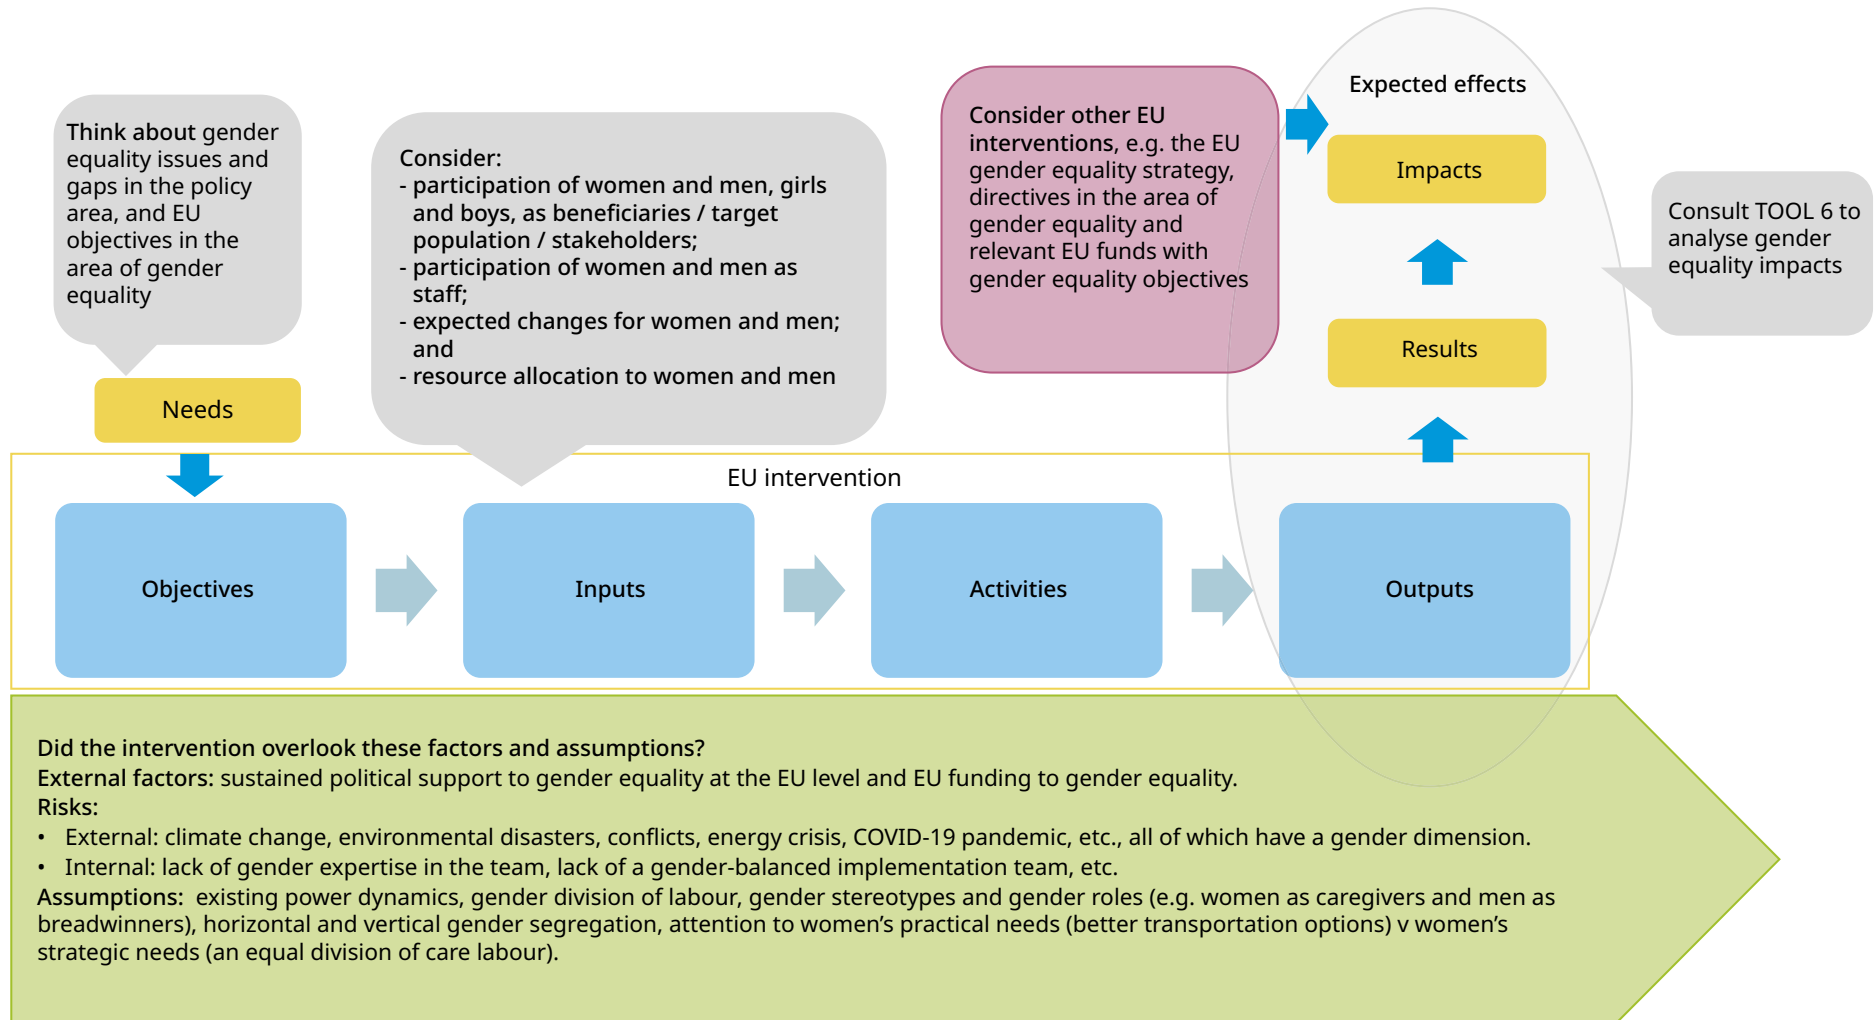 Think about gender
equality issues and
gaps in the policy
area, and EU
objectives in the
area of gender
equality
Needs
Consider:
- participation of women and men, girls
and boys, as beneficiaries / target
population / stakeholders;
- participation of women and men as
staff;
- expected changes for women and men;
and
- resource allocation to women and men
Consider other EU
interventions, e.g. the EU
gender equality strategy,
directives in the area of
gender equality and
relevant EU funds with
gender equality objectives
Expected effects
Impacts
Results
Consult TOOL 6 to
analyse gender
equality impacts
EU intervention
Objectives
Inputs
Activities
Outputs
Did the intervention overlook these factors and assumptions?
External factors: sustained political support to gender equality at the EU level and EU funding to gender equality.
Risks:
• External: climate change, environmental disasters, conflicts, energy crisis, COVID-19 pandemic, etc., all of which have a gender dimension.
• Internal: lack of gender expertise in the team, lack of a gender-balanced implementation team, etc.
Assumptions: existing power dynamics, gender division of labour, gender stereotypes and gender roles (e.g. women as caregivers and men as
breadwinners), horizontal and vertical gender segregation, attention to women’s practical needs (better transportation options) v women’s
strategic needs (an equal division of care labour).